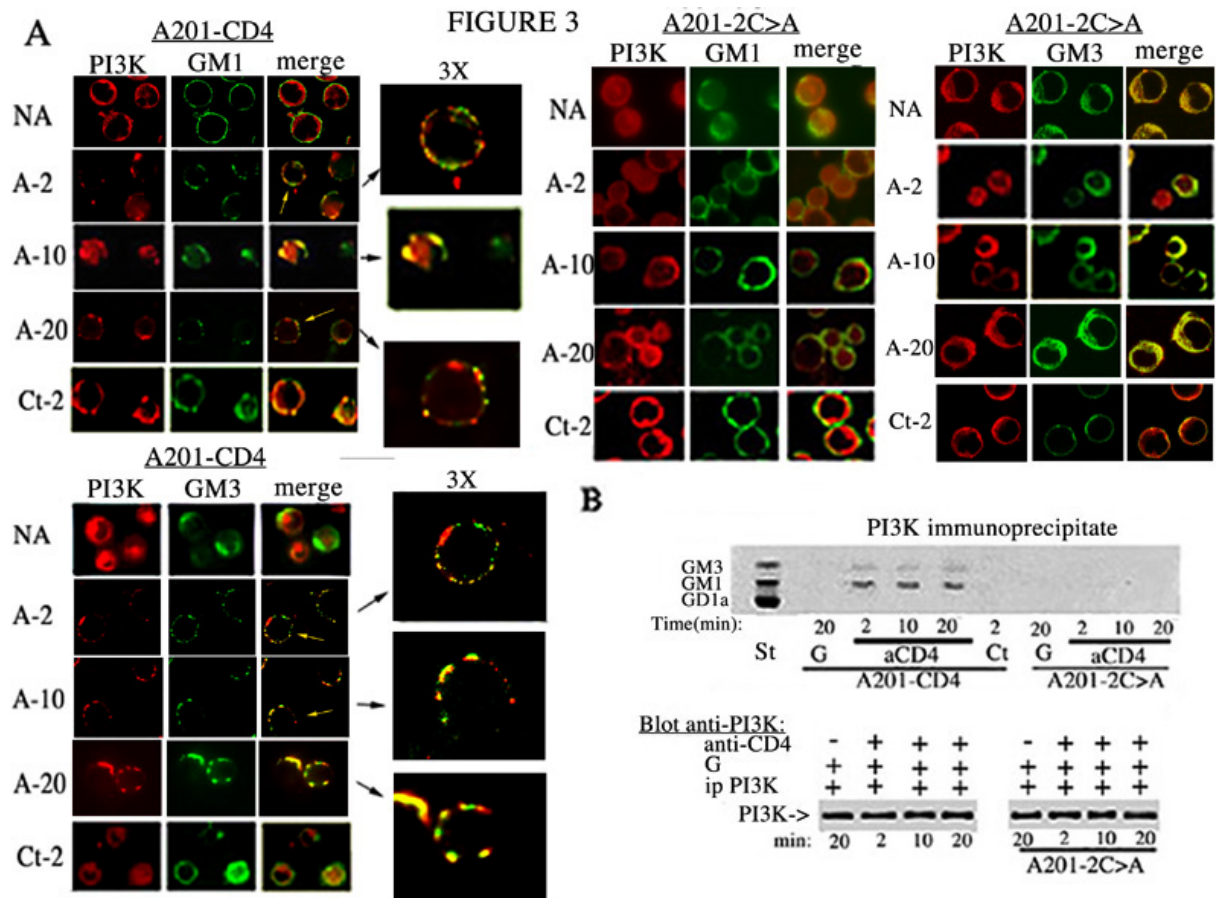 FIGURE 3
A
A201-CD4
PI3K GM1 merge
3X
NA
A-2
A-10
A-20
Ct-2
A201-2C>A
PI3K GM1 merge
NA
A-2
A-10
A-20
Ct-2
A201-2C>A
PI3K GM3 merge
NA
A-2
A-10
A-20
Ct-2
A201-CD4
PI3K GM3 merge
3X
NA
A-2
A-10
A-20
Ct-2
B
PI3K immunoprecipitate
GM3
GM1
GD1a
Time(min): 20 2 10 20 2 20 2 10 20
St G aCD4 Ct G aCD4
A201-CD4 A201-2C>A
Blot anti-PI3K:
anti-CD4 - + + + - + + +
G + + + + + + + +
ip PI3K + + + + + + + +
PI3K->
min: 20 2 10 20 20 2 10 20
A201-2C>A